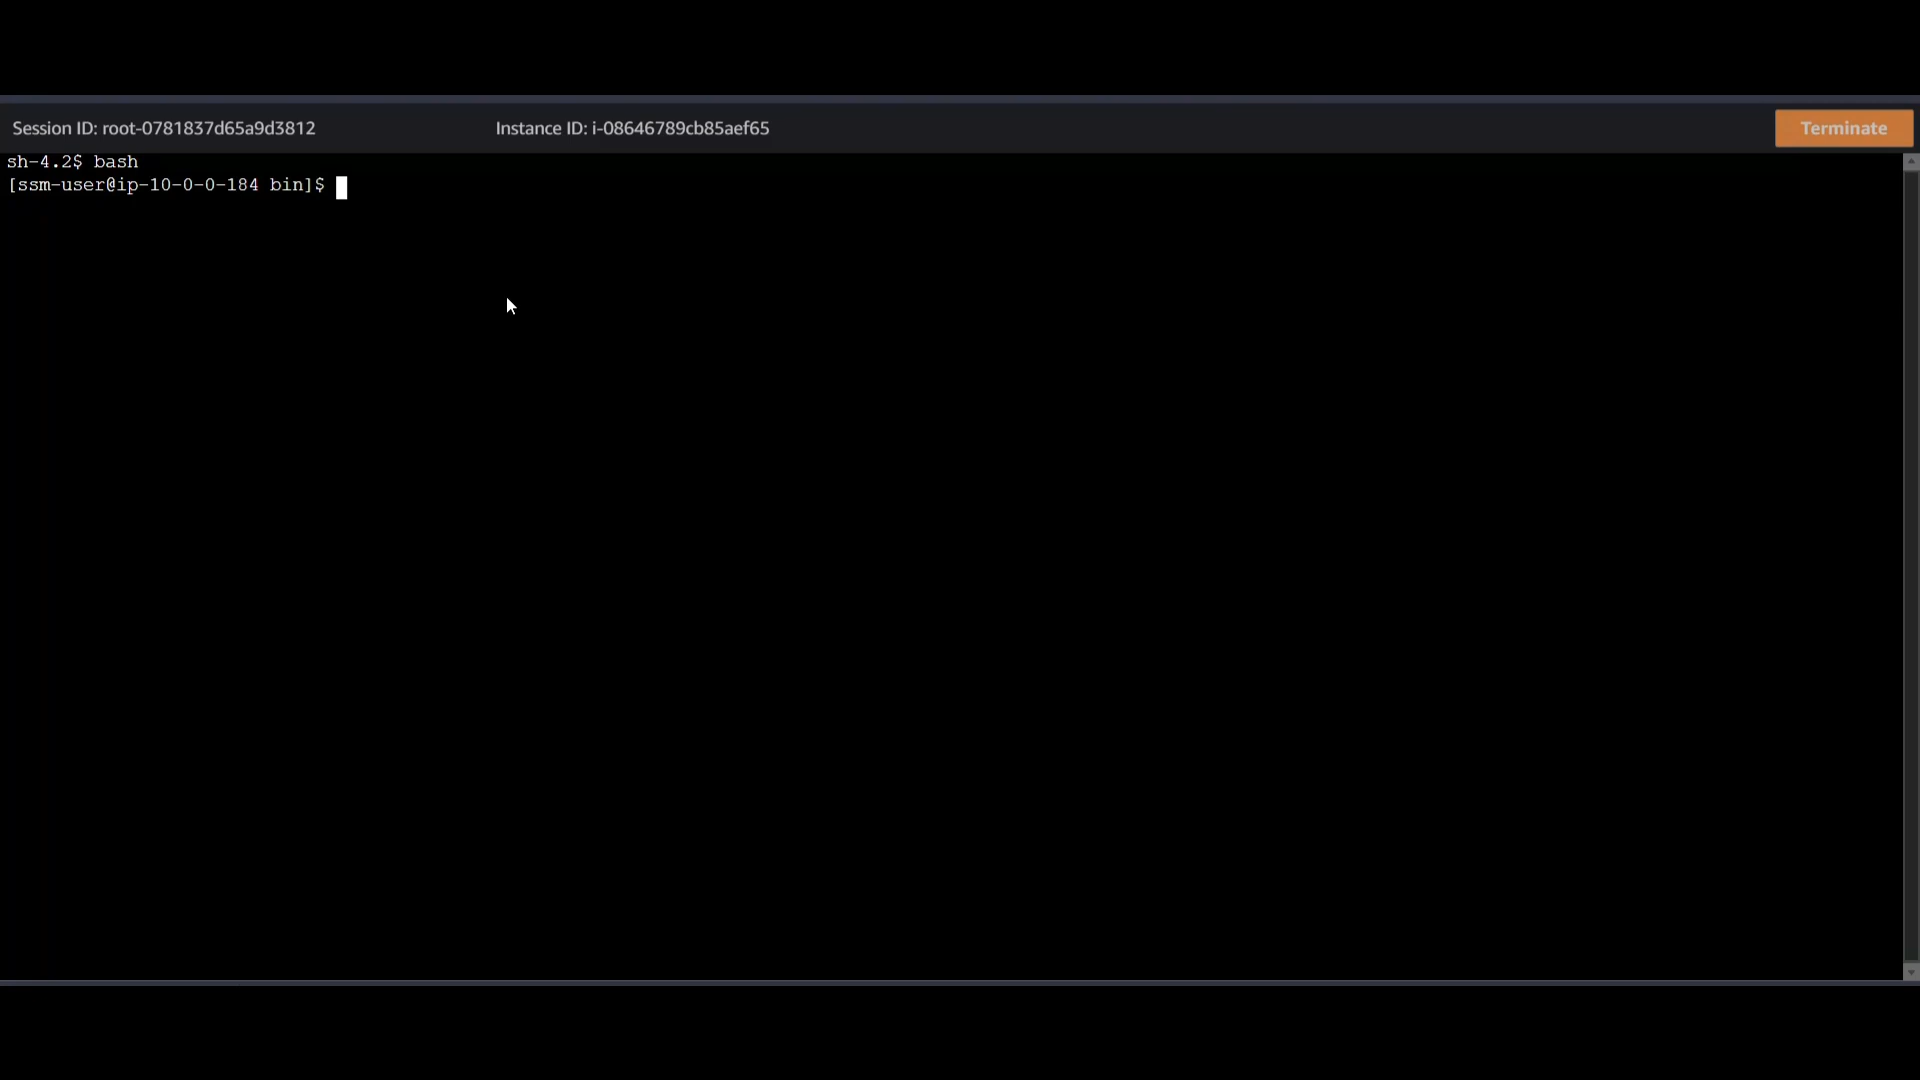 Session ID: root-0781837d65a9d3812 Instance ID: i-08646789cb85aef65 Terminate
sh-4.2$ bash
[ssm-user@ip-10-0-0-184 bin]$